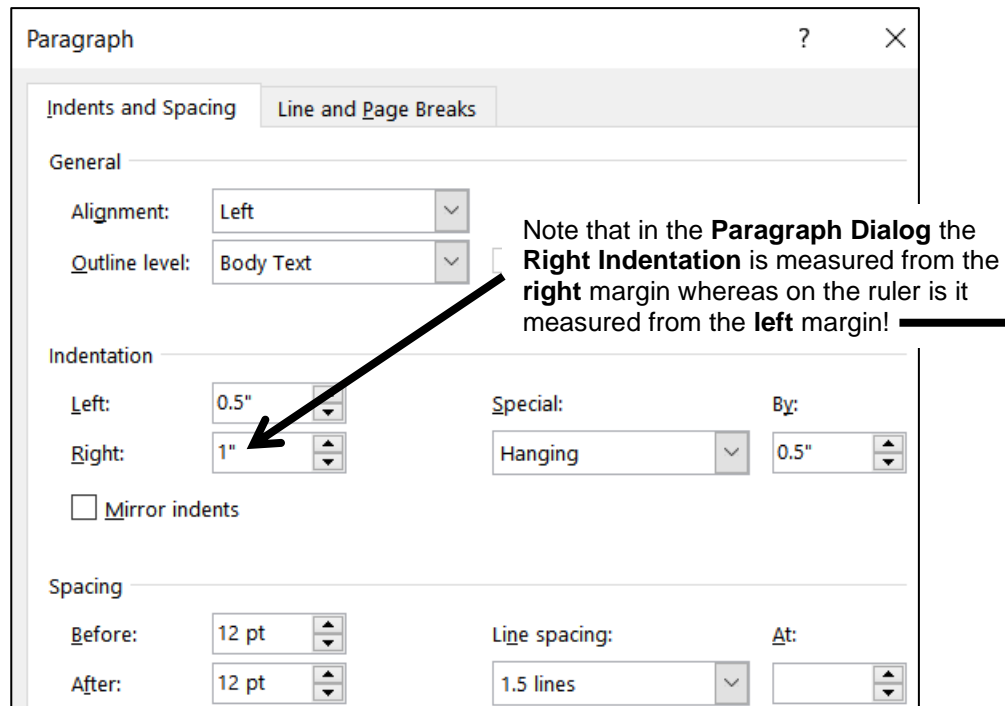 Paragraph ? ×
Indents and Spacing Line and Page Breaks
General
Alignment: Left
Outline level: Body Text
Note that in the Paragraph Dialog the
Right Indentation is measured from the
right margin whereas on the ruler is it
measured from the left margin!
Indentation
Left: 0.5" Special: By:
Right: 1" Hanging 0.5"
Mirror indents
Spacing
Before: 12 pt Line spacing: At:
After: 12 pt 1.5 lines